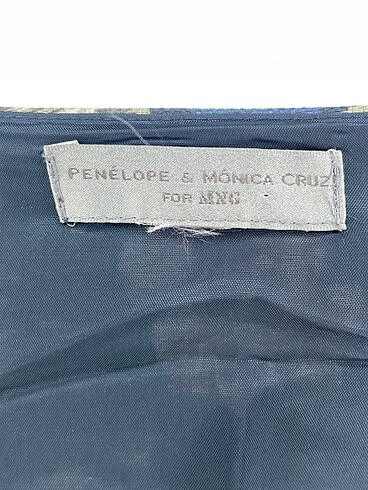 PENÉLOPE & MÓNICA CRUZ
FOR MNG